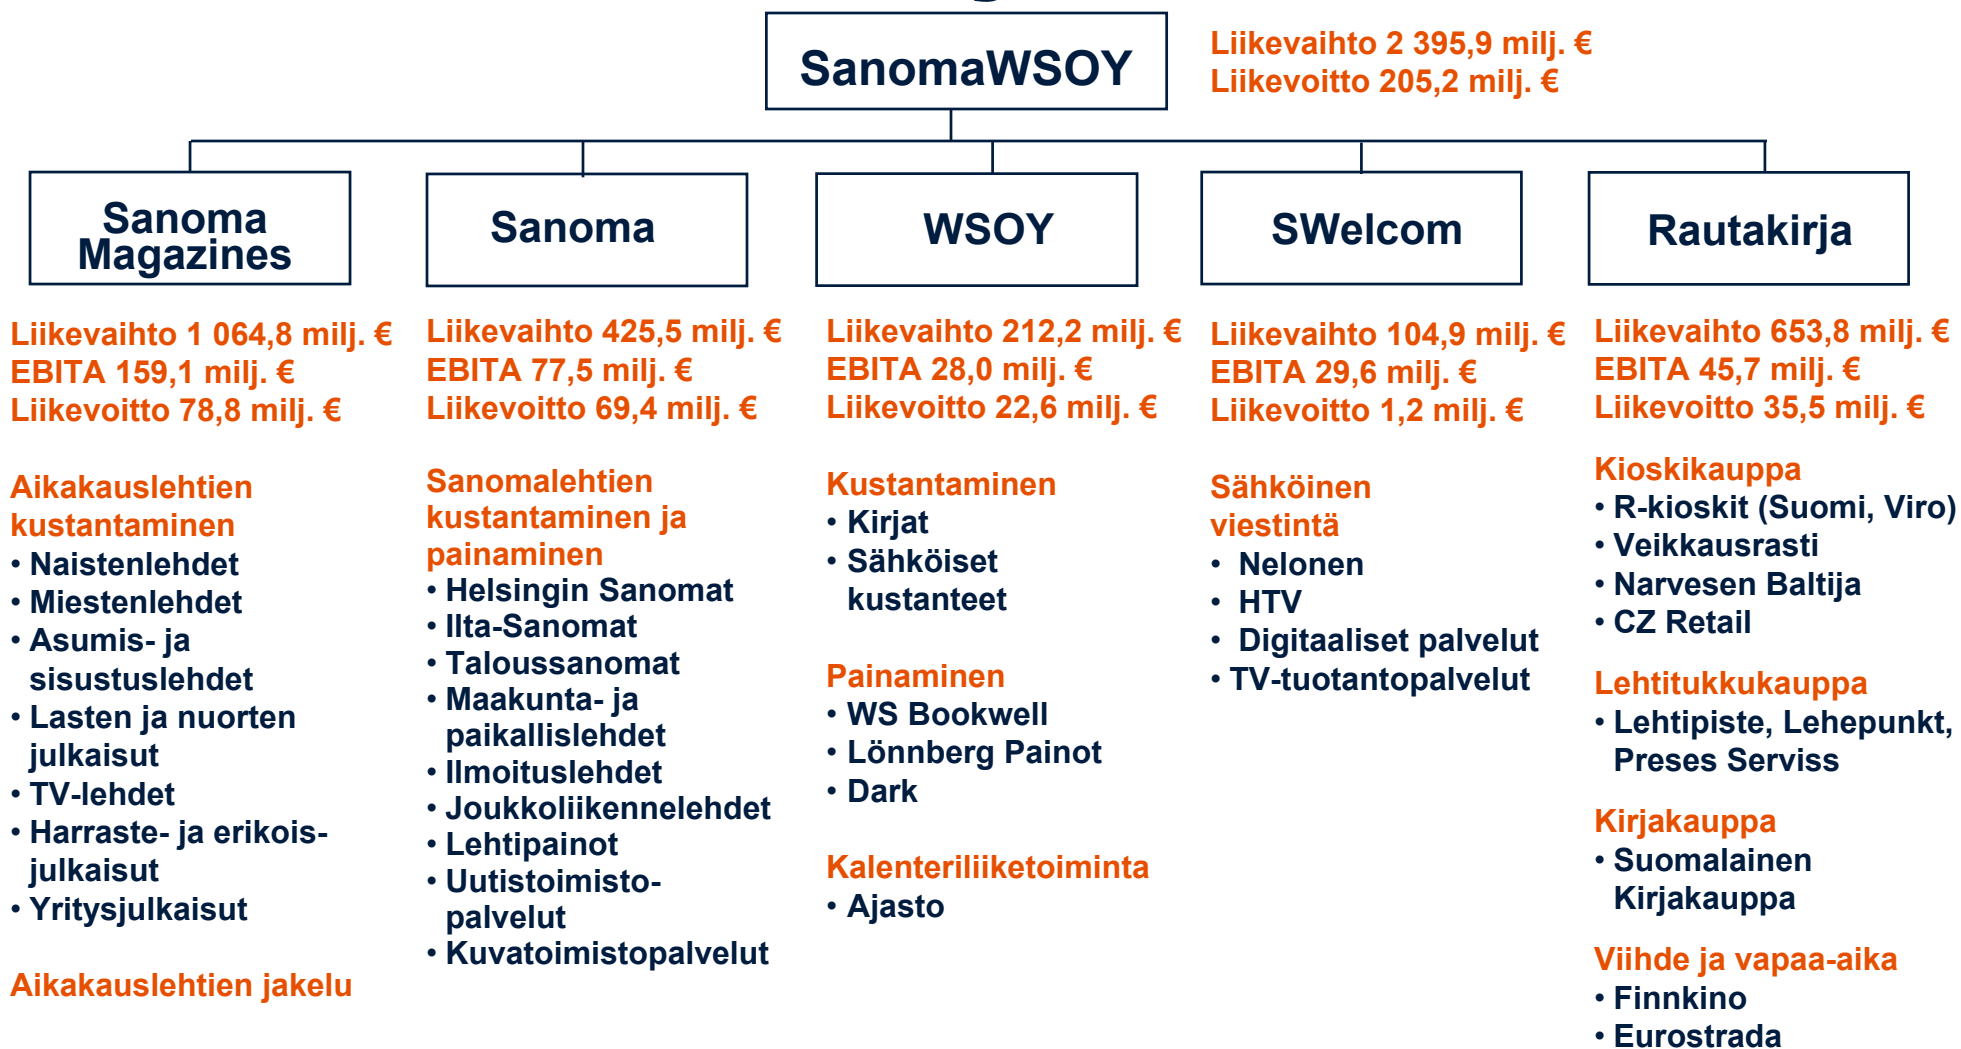 SanomaWSOY
Liikevaihto 2 395,9 milj. €
Liikevoitto 205,2 milj. €
Sanoma
Magazines
Liikevaihto 1 064,8 milj. €
EBITA 159,1 milj. €
Liikevoitto 78,8 milj. €
Aikakauslehtien
kustantaminen
• Naistenlehdet
• Miestenlehdet
• Asumis- ja
sisustuslehdet
• Lasten ja nuorten
julkaisut
• TV-lehdet
• Harraste- ja erikois-
julkaisut
• Yritysjulkaisut
Aikakauslehtien jakelu
Sanoma
Liikevaihto 425,5 milj. €
EBITA 77,5 milj. €
Liikevoitto 69,4 milj. €
Sanomalehtien
kustantaminen ja
painaminen
• Helsingin Sanomat
• Ilta-Sanomat
• Taloussanomat
• Maakunta- ja
paikallislehdet
• Ilmoituslehdet
• Joukkoliikennelehdet
• Lehtipainot
• Uutistoimisto-
palvelut
• Kuvatoimistopalvelut
WSOY
Liikevaihto 212,2 milj. €
EBITA 28,0 milj. €
Liikevoitto 22,6 milj. €
Kustantaminen
• Kirjat
• Sähköiset
kustanteet
Painaminen
• WS Bookwell
• Lönnberg Painot
• Dark
Kalenteriliiketoiminta
• Ajasto
SWelcom
Liikevaihto 104,9 milj. €
EBITA 29,6 milj. €
Liikevoitto 1,2 milj. €
Sähköinen
viestintä
• Nelonen
• HTV
• Digitaaliset palvelut
• TV-tuotantopalvelut
Rautakirja
Liikevaihto 653,8 milj. €
EBITA 45,7 milj. €
Liikevoitto 35,5 milj. €
Kioskikauppa
• R-kioskit (Suomi, Viro)
• Veikkausrasti
• Narvesen Baltija
• CZ Retail
Lehtitukkukauppa
• Lehtipiste, Lehepunkt,
Preses Serviss
Kirjakauppa
• Suomalainen
Kirjakauppa
Viihde ja vapaa-aika
• Finnkino
• Eurostrada